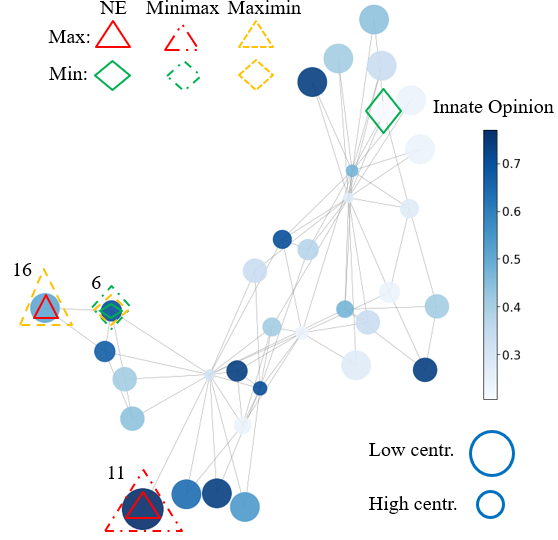 NE Minimax Maximin
Max:
Min:
Innate Opinion
0.7
0.6
0.5
0.4
0.3
16
6
11
Low centr.
High centr.